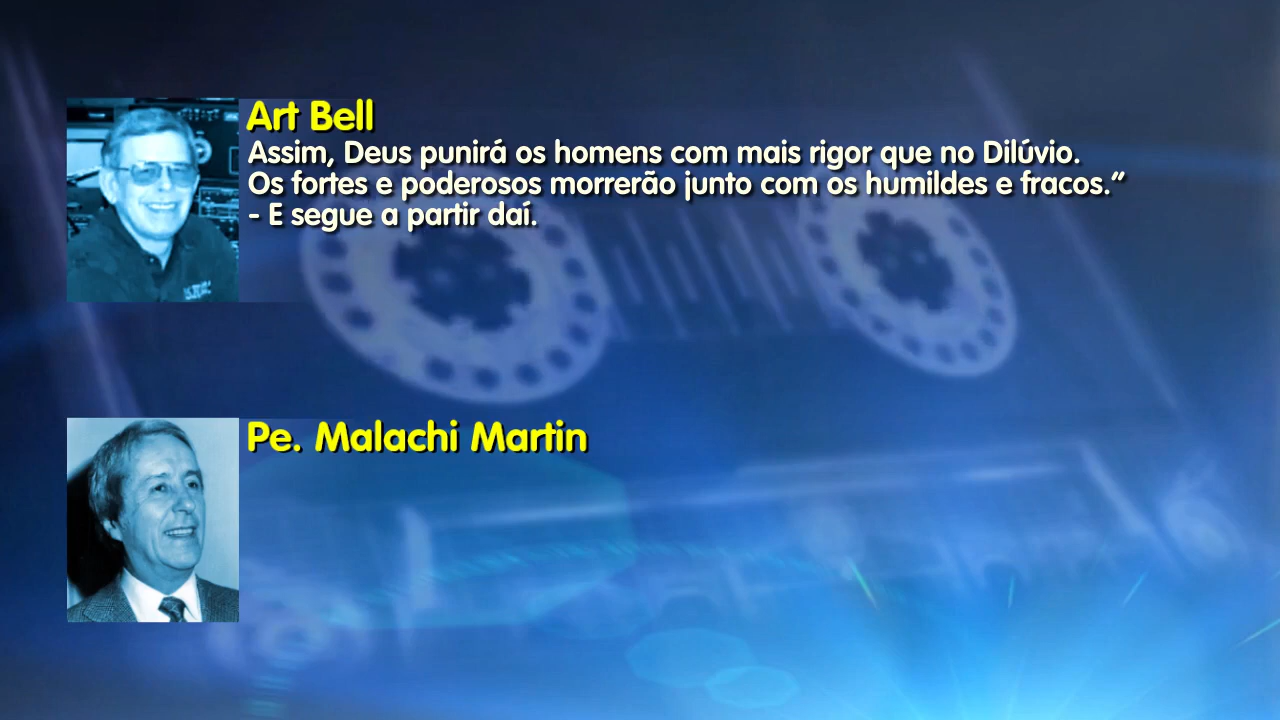 Art Bell
Assim, Deus punirá os homens com mais rigor que no Dilúvio.
Os fortes e poderosos morrerão junto com os humildes e fracos.”
- E segue a partir daí.
Pe. Malachi Martin